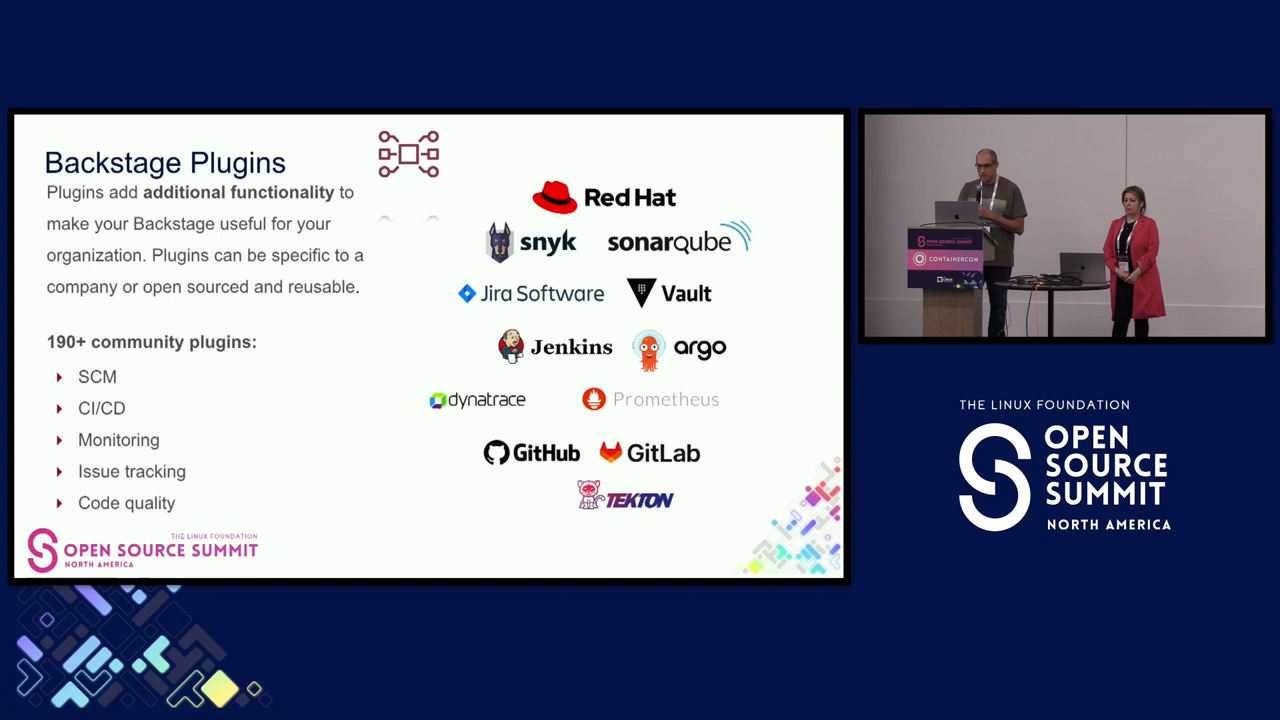 Backstage Plugins
Plugins add additional functionality to
make your Backstage useful for your
organization. Plugins can be specific to a
company or open sourced and reusable.
190+ community plugins:
SCM
CI/CD
Monitoring
Issue tracking
Code quality
Red Hat
snyk
sonarqube
Jira Software
Vault
Jenkins
argo
dynatrace
Prometheus
GitHub
GitLab
TEKTON
THE LINUX FOUNDATION
OPEN SOURCE SUMMIT
NORTH AMERICA
OPEN SOURCE SUMMIT
CONTAINERCON
THE LINUX FOUNDATION
OPEN
SOURCE
SUMMIT
NORTH AMERICA